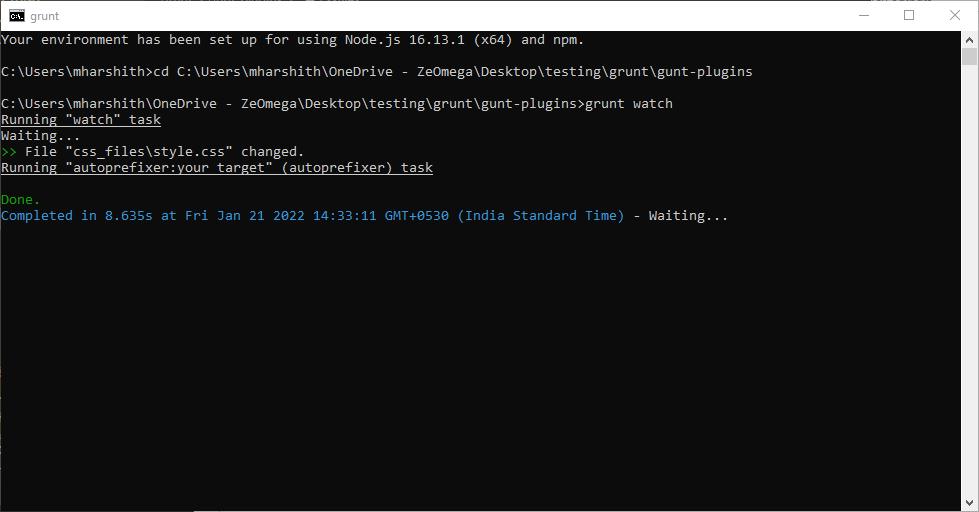 grunt
Your environment has been set up for using Node.js 16.13.1 (x64) and npm.
C:\Users\mharshith>cd C:\Users\mharshith\OneDrive - ZeOmega\Desktop\testing\grunt\gunt-plugins
C:\Users\mharshith\OneDrive - ZeOmega\Desktop\testing\grunt\gunt-plugins>grunt watch
Running "watch" task
Waiting...
>> File "css_files\style.css" changed.
Running "autoprefixer:your_target" (autoprefixer) task
Done.
Completed in 8.635s at Fri Jan 21 2022 14:33:11 GMT+0530 (India Standard Time) - Waiting...